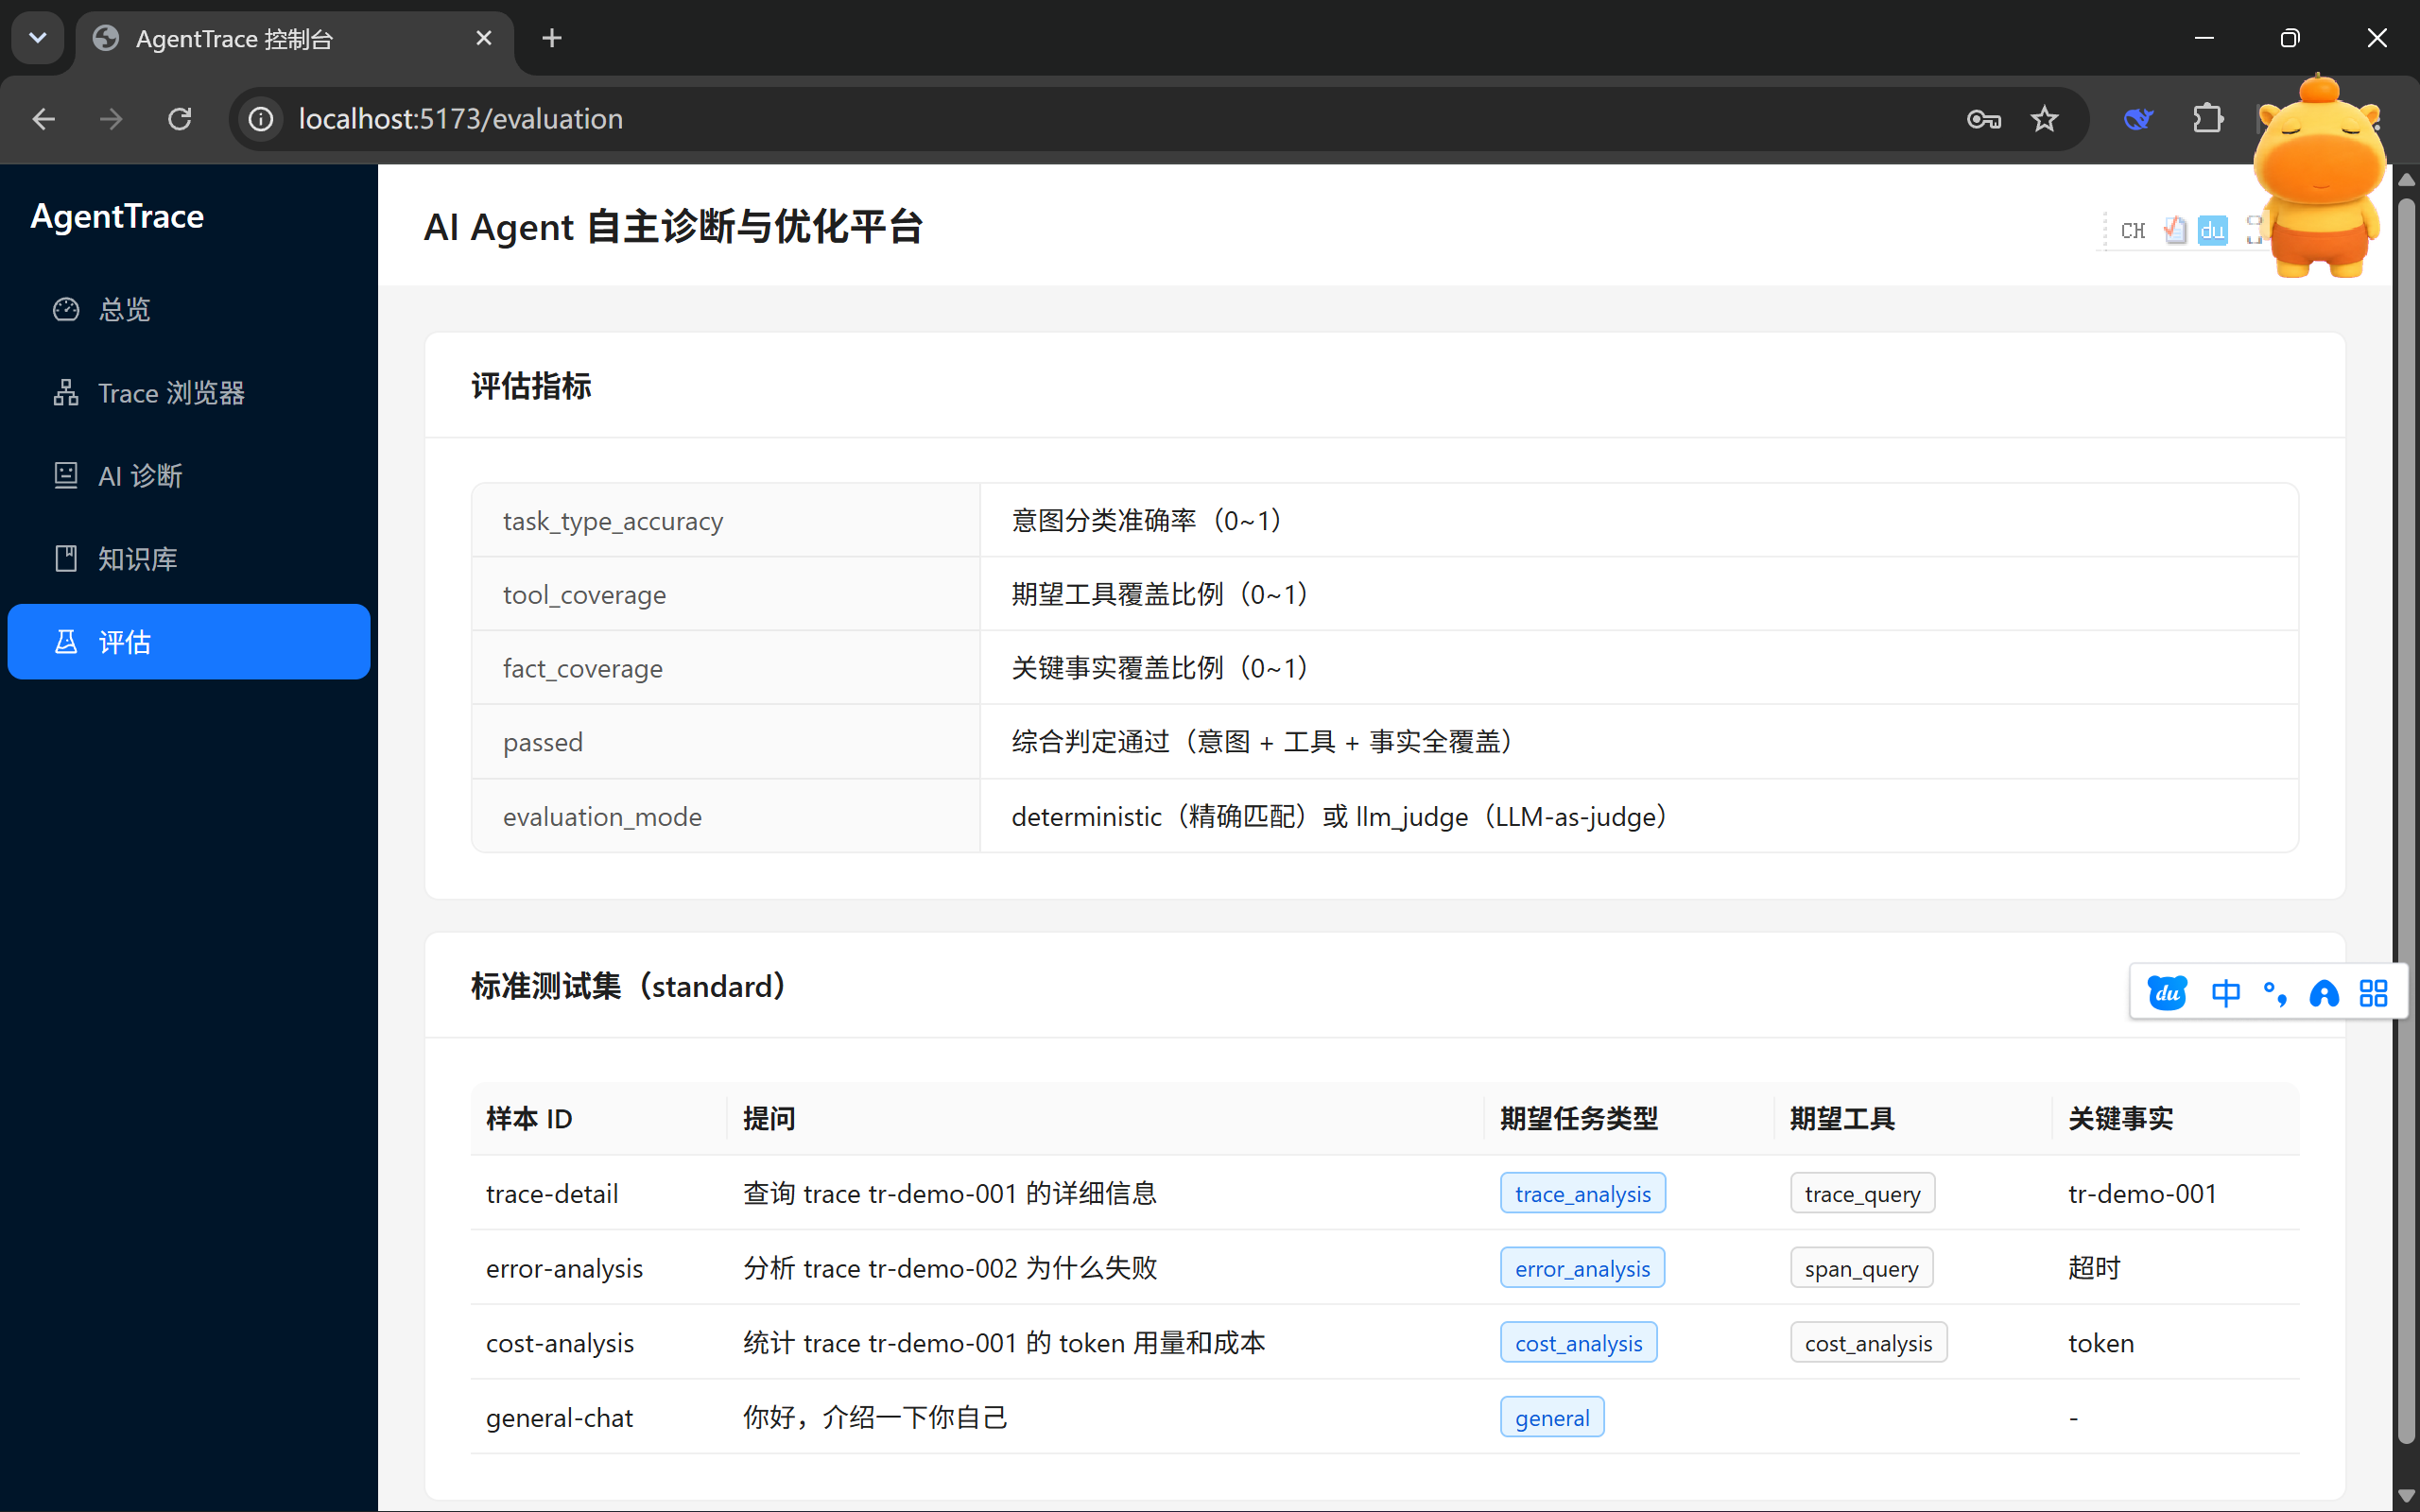 AgentTrace 控制台
localhost:5173/evaluation
AgentTrace
AI Agent 自主诊断与优化平台
CH
du
总览
Trace 浏览器
AI 诊断
知识库
评估
评估指标
task_type_accuracy 意图分类准确率（0~1）
tool_coverage 期望工具覆盖比例（0~1）
fact_coverage 关键事实覆盖比例（0~1）
passed 综合判定通过（意图 + 工具 + 事实全覆盖）
evaluation_mode deterministic（精确匹配）或 llm_judge（LLM-as-judge）
标准测试集（standard）
du 中 °,
样本 ID 提问 期望任务类型 期望工具 关键事实
trace-detail 查询 trace tr-demo-001 的详细信息 trace_analysis trace_query tr-demo-001
error-analysis 分析 trace tr-demo-002 为什么失败 error_analysis span_query 超时
cost-analysis 统计 trace tr-demo-001 的 token 用量和成本 cost_analysis cost_analysis token
general-chat 你好，介绍一下你自己 general -